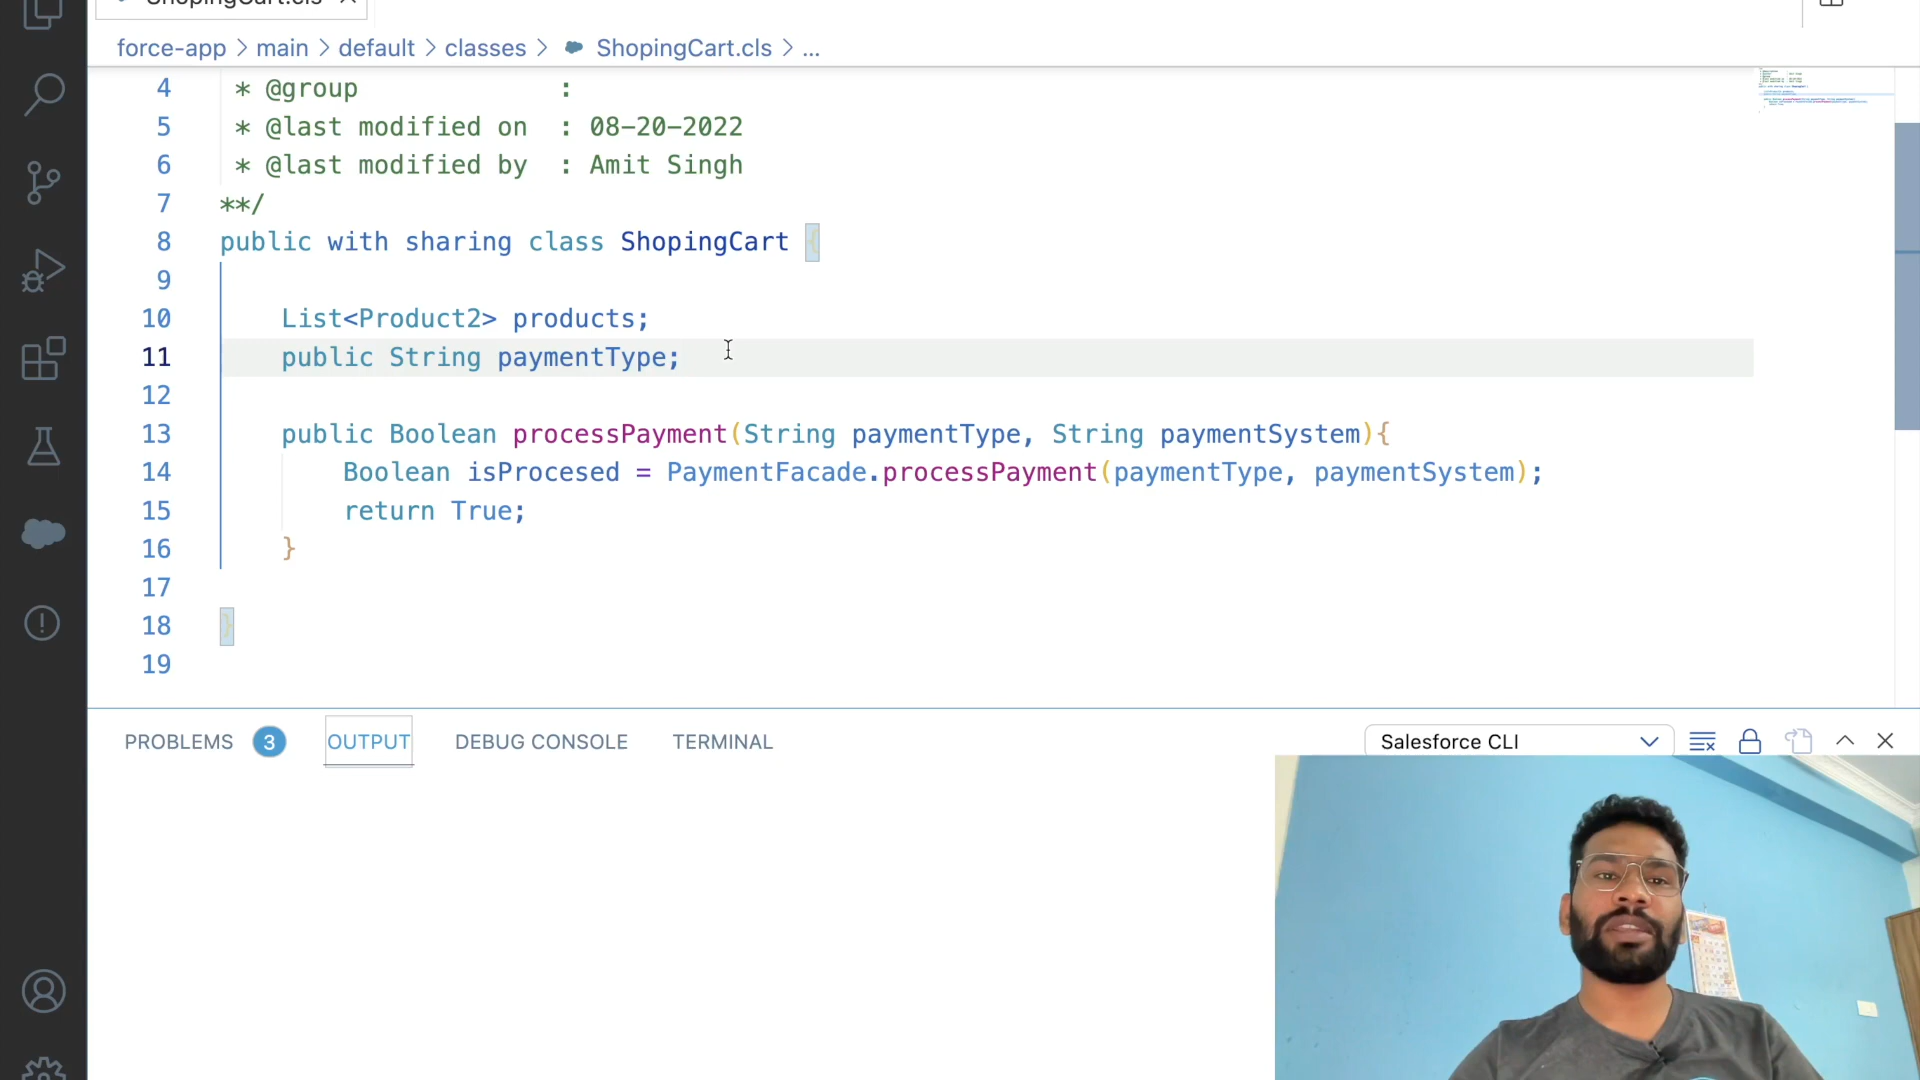 ShopingCart.cls
force-app > main > default > classes > ShopingCart.cls > ...
4 * @group :
5 * @last modified on : 08-20-2022
6 * @last modified by : Amit Singh
7 **/
8 public with sharing class ShopingCart {
9
10 List<Product2> products;
11 public String paymentType;
12
13 public Boolean processPayment(String paymentType, String paymentSystem){
14 Boolean isProcesed = PaymentFacade.processPayment(paymentType, paymentSystem);
15 return True;
16 }
17
18 }
19
PROBLEMS 3 OUTPUT DEBUG CONSOLE TERMINAL Salesforce CLI